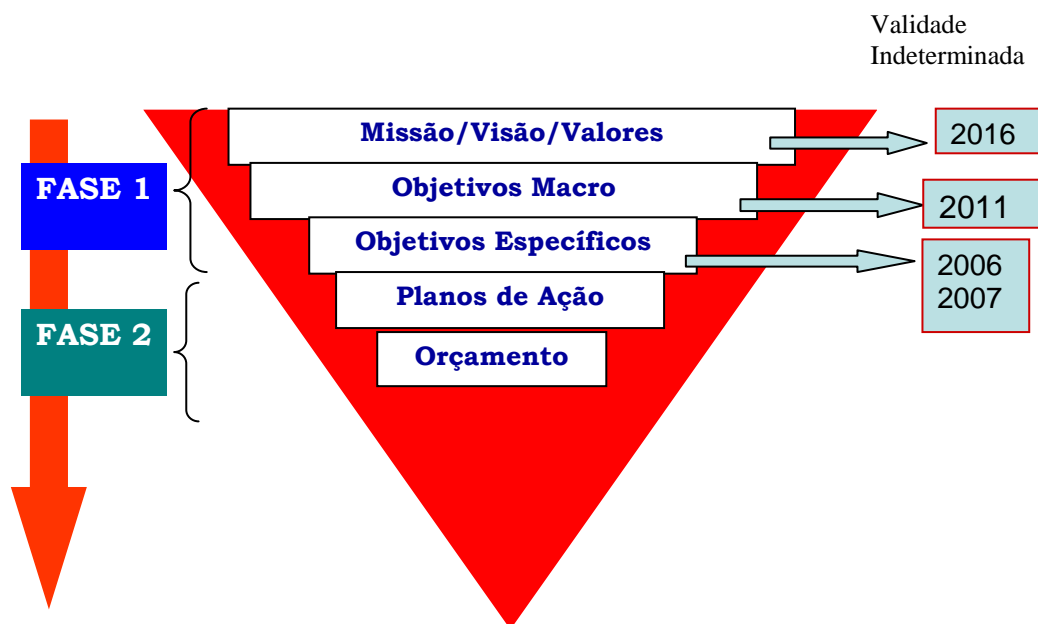 Validade
Indeterminada
Missão/Visão/Valores
2016
FASE 1
Objetivos Macro
2011
Objetivos Específicos
2006
2007
Planos de Ação
FASE 2
Orçamento